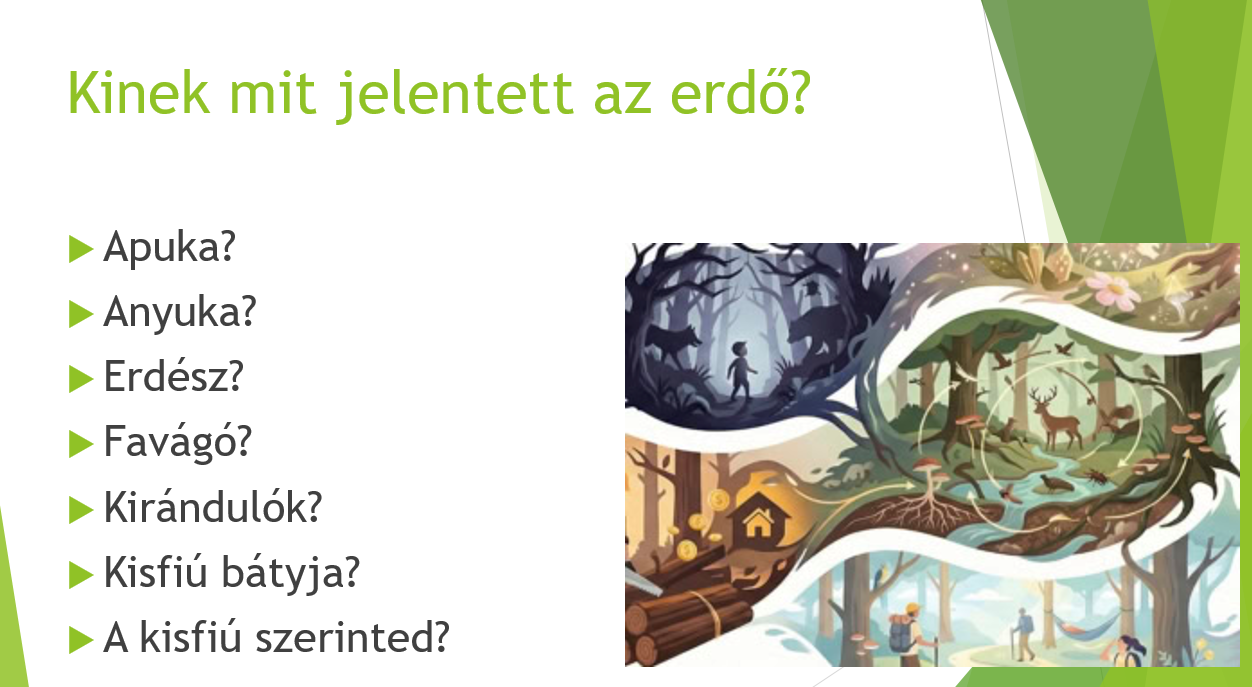 Kinek mit jelentett az erdő?
Apuka?
Anyuka?
Erdész?
Favágó?
Kirándulók?
Kisfiú bátyja?
A kisfiú szerinted?